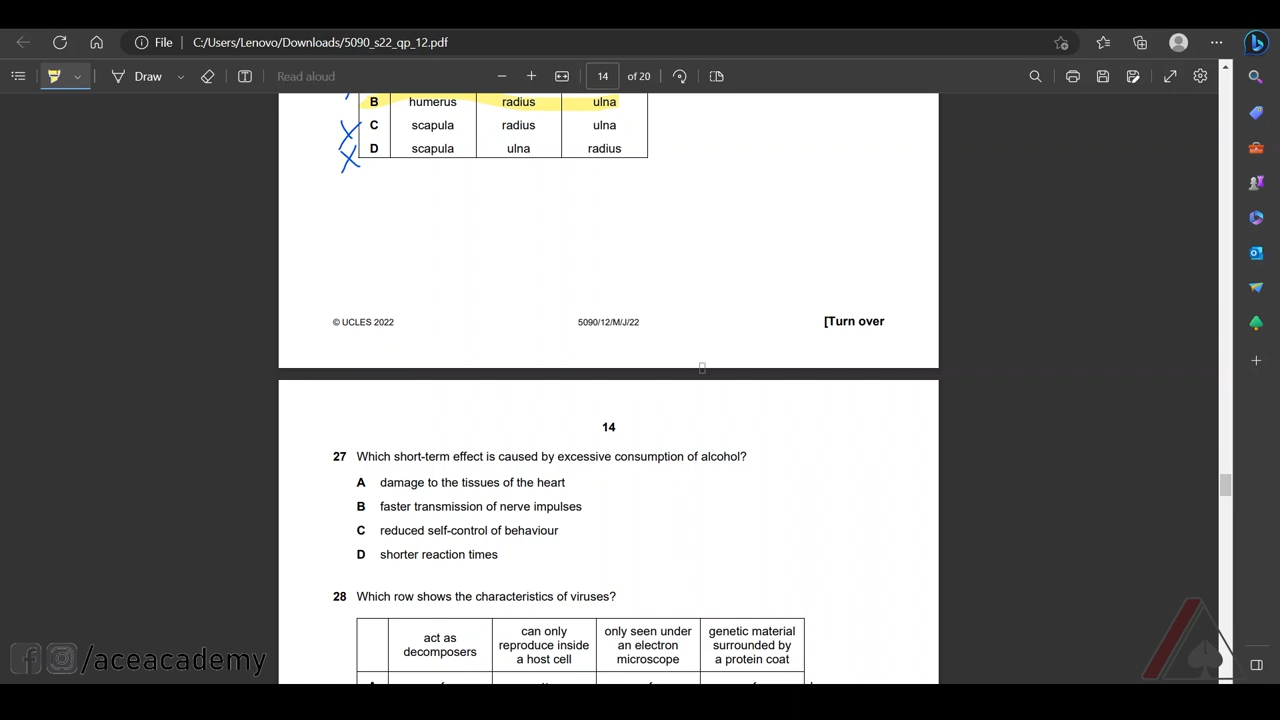 File C:/Users/Lenovo/Downloads/5090_s22_qp_12.pdf
Draw Read aloud 14 of 20
B humerus radius ulna
C scapula radius ulna
D scapula ulna radius
© UCLES 2022 5090/12/M/J/22 [Turn over
14
27 Which short-term effect is caused by excessive consumption of alcohol?
A damage to the tissues of the heart
B faster transmission of nerve impulses
C reduced self-control of behaviour
D shorter reaction times
28 Which row shows the characteristics of viruses?
act as decomposers
can only reproduce inside a host cell
only seen under an electron microscope
genetic material surrounded by a protein coat
/aceacademy